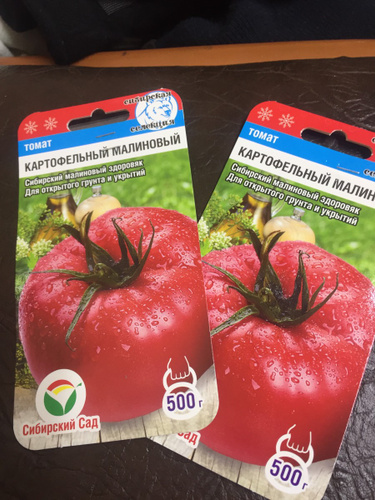 сибирская
селекция
томат
КАРТОФЕЛЬНЫЙ МАЛИНОВЫЙ
Сибирский малиновый здоровяк
Для открытого грунта и укрытий
500 г
Сибирский Сад
томат
КАРТОФЕЛЬНЫЙ МАЛИН
Сибирский малиновый здоровяк
Для открытого грунта и укрытий
500 г
Сад